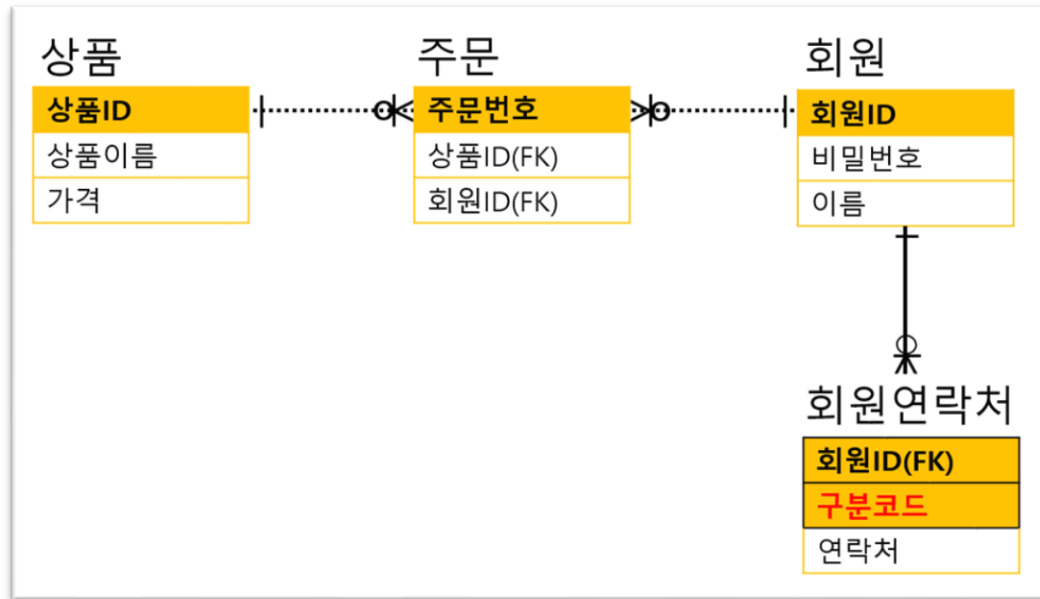 상품
상품ID
상품이름
가격
주문
주문번호
상품ID(FK)
회원ID(FK)
회원
회원ID
비밀번호
이름
회원연락처
회원ID(FK)
구분코드
연락처